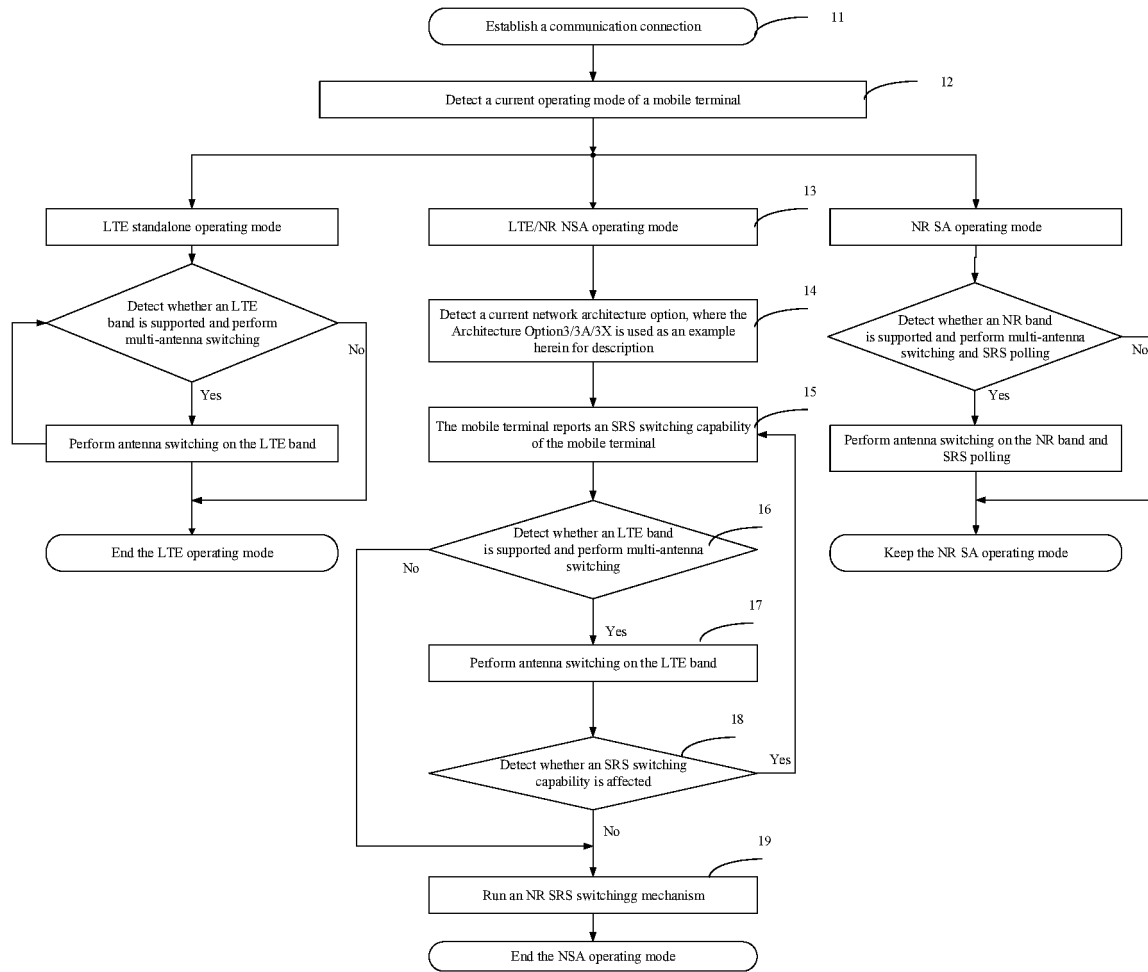 Establish a communication connection
11
Detect a current operating mode of a mobile terminal
12
LTE standalone operating mode
Detect whether an LTE
band is supported and perform
multi-antenna switching
No
Yes
Perform antenna switching on the LTE band
End the LTE operating mode
13
LTE/NR NSA operating mode
14
Detect a current network architecture option, where the
Architecture Option3/3A/3X is used as an example
herein for description
15
The mobile terminal reports an SRS switching capability
of the mobile terminal
16
Detect whether an LTE band
is supported and perform multi-antenna
switching
No
Yes
17
Perform antenna switching on the LTE band
18
Detect whether an SRS switching
capability is affected
Yes
No
19
Run an NR SRS switchingg mechanism
End the NSA operating mode
NR SA operating mode
Detect whether an NR band
is supported and perform multi-antenna
switching and SRS polling
No
Yes
Perform antenna switching on the NR band and
SRS polling
Keep the NR SA operating mode